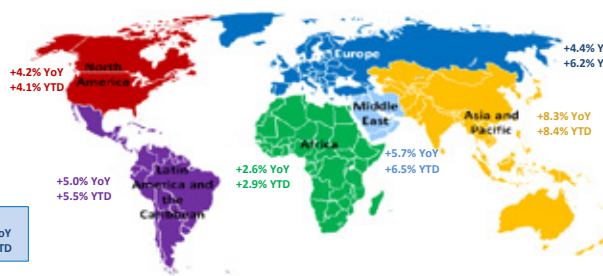 Europe
+4.4% Y
+6.2% Y
+4.2% YoY
+4.1% YTD
North
America
Middle
East
Asia and
Pacific
+8.3% YoY
+8.4% YTD
Africa
+5.7% YoY
+6.5% YTD
+2.6% YoY
+2.9% YTD
+5.0% YoY
+5.5% YTD
Latin
America and
the
Caribbean
oY
TD